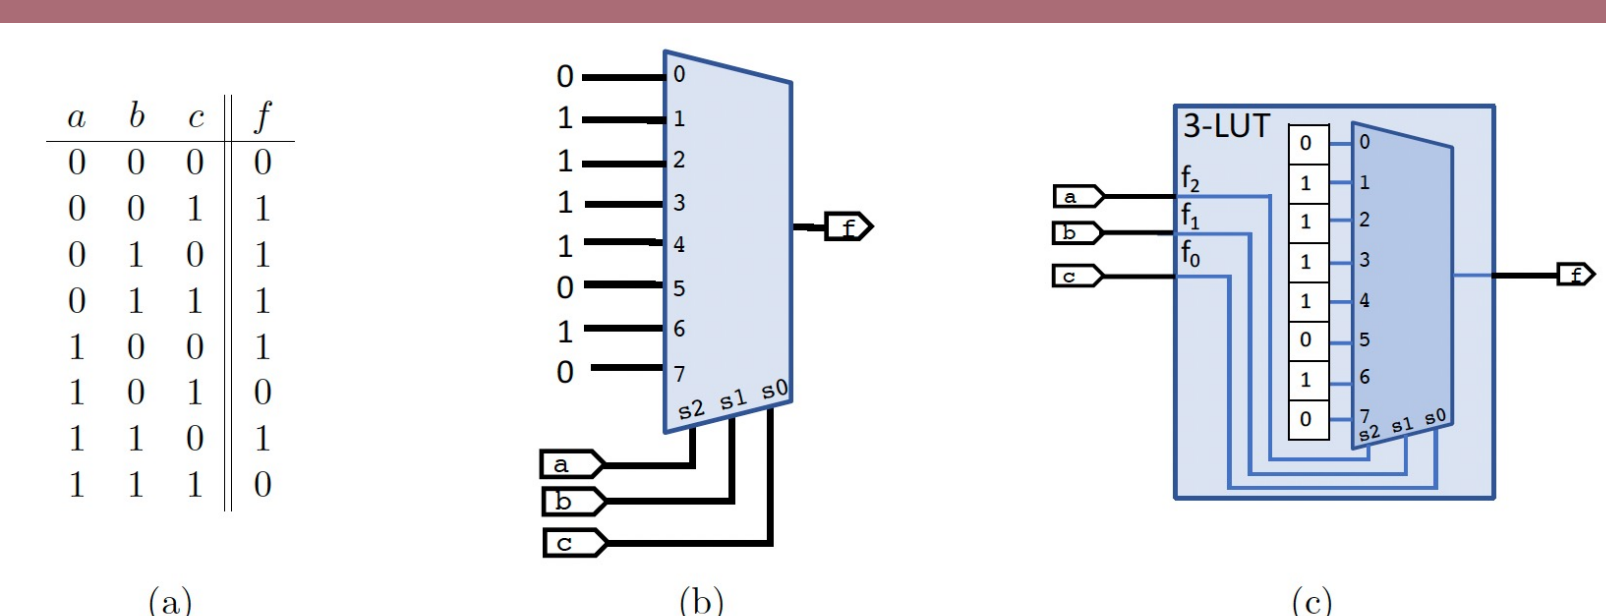 a b c f
0 0 0 0
0 0 1 1
0 1 0 1
0 1 1 1
1 0 0 1
1 0 1 0
1 1 0 1
1 1 1 0
(a)
0 0
1 1
1 2
1 3
1 4
0 5
1 6
0 7
s2 s1 s0
f
a
b
c
(b)
3-LUT
a f2
b f1
c f0
0 0
1 1
1 2
1 3
1 4
0 5
1 6
0 7
s2 s1 s0
f
(c)